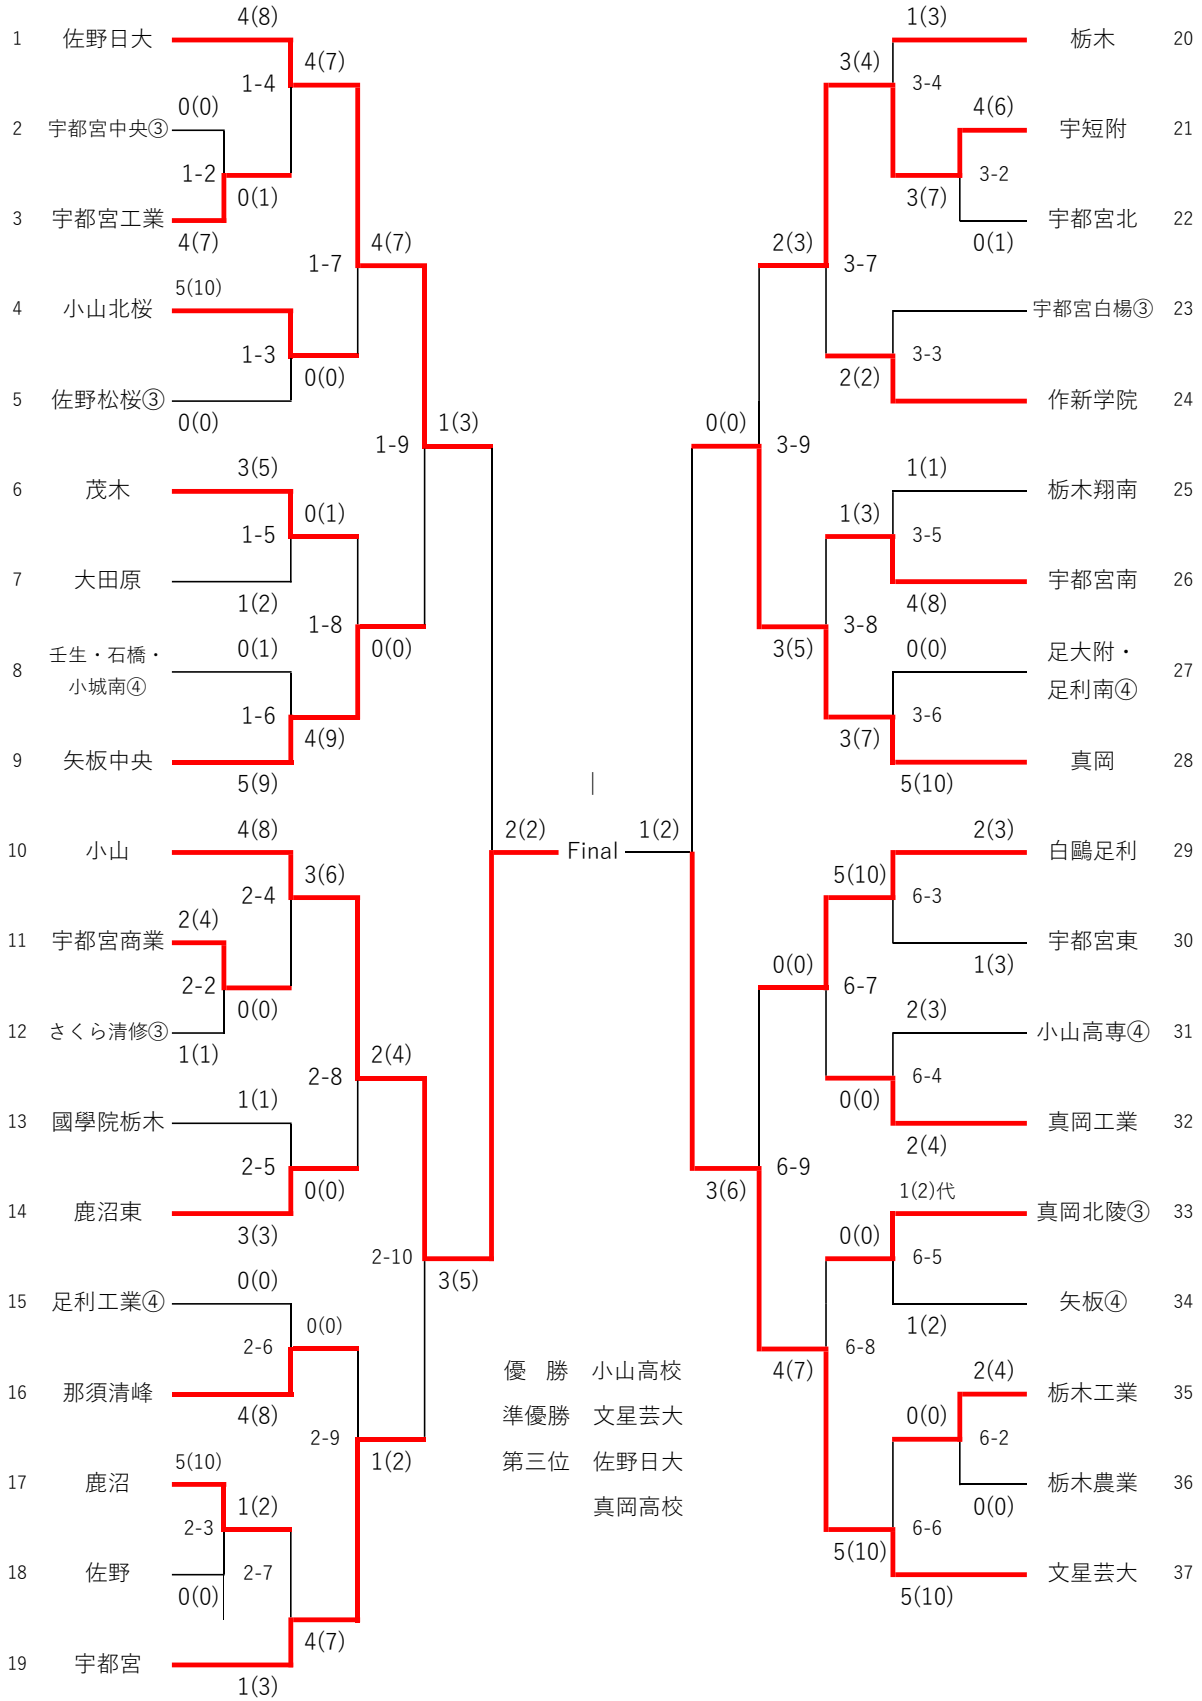 4(8)
1 佐野日大
4(7)
1-4
0(0)
2 宇都宮中央③
1-2
0(1)
3 宇都宮工業
4(7)
4(7)
1-7
5(10)
4 小山北桜
1-3
0(0)
5 佐野松桜③
0(0)
1(3)
1-9
3(5)
6 茂木
0(1)
1-5
7 大田原
1(2)
1-8
0(0)
0(1)
8 壬生・石橋・
小城南④
1-6
4(9)
9 矢板中央
5(9)
4(8)
10 小山
3(6)
2-4
2(4)
11 宇都宮商業
2-2
0(0)
12 さくら清修③
1(1)
2(4)
2-8
1(1)
13 國學院栃木
2-5
0(0)
14 鹿沼東
3(3)
2-10
3(5)
0(0)
15 足利工業④
0(0)
2-6
16 那須清峰
4(8)
2-9
1(2)
5(10)
17 鹿沼
1(2)
2-3
18 佐野
2-7
0(0)
4(7)
19 宇都宮
1(3)
|
2(2) Final 1(2)
優 勝 小山高校
準優勝 文星芸大
第三位 佐野日大
真岡高校
1(3)
栃木 20
3(4)
3-4
4(6)
宇短附 21
3-2
3(7)
宇都宮北 22
0(1)
2(3)
3-7
宇都宮白楊③ 23
3-3
2(2)
作新学院 24
0(0)
3-9
1(1)
栃木翔南 25
1(3)
3-5
宇都宮南 26
4(8)
3-8
3(5)
0(0)
足大附・
足利南④ 27
3-6
3(7)
真岡 28
5(10)
2(3)
白鷗足利 29
5(10)
6-3
宇都宮東 30
1(3)
0(0)
6-7
2(3)
小山高専④ 31
6-4
0(0)
真岡工業 32
2(4)
6-9
3(6)
1(2)代
真岡北陵③ 33
0(0)
6-5
矢板④ 34
1(2)
6-8
4(7)
2(4)
栃木工業 35
0(0)
6-2
栃木農業 36
0(0)
6-6
5(10)
文星芸大 37
5(10)